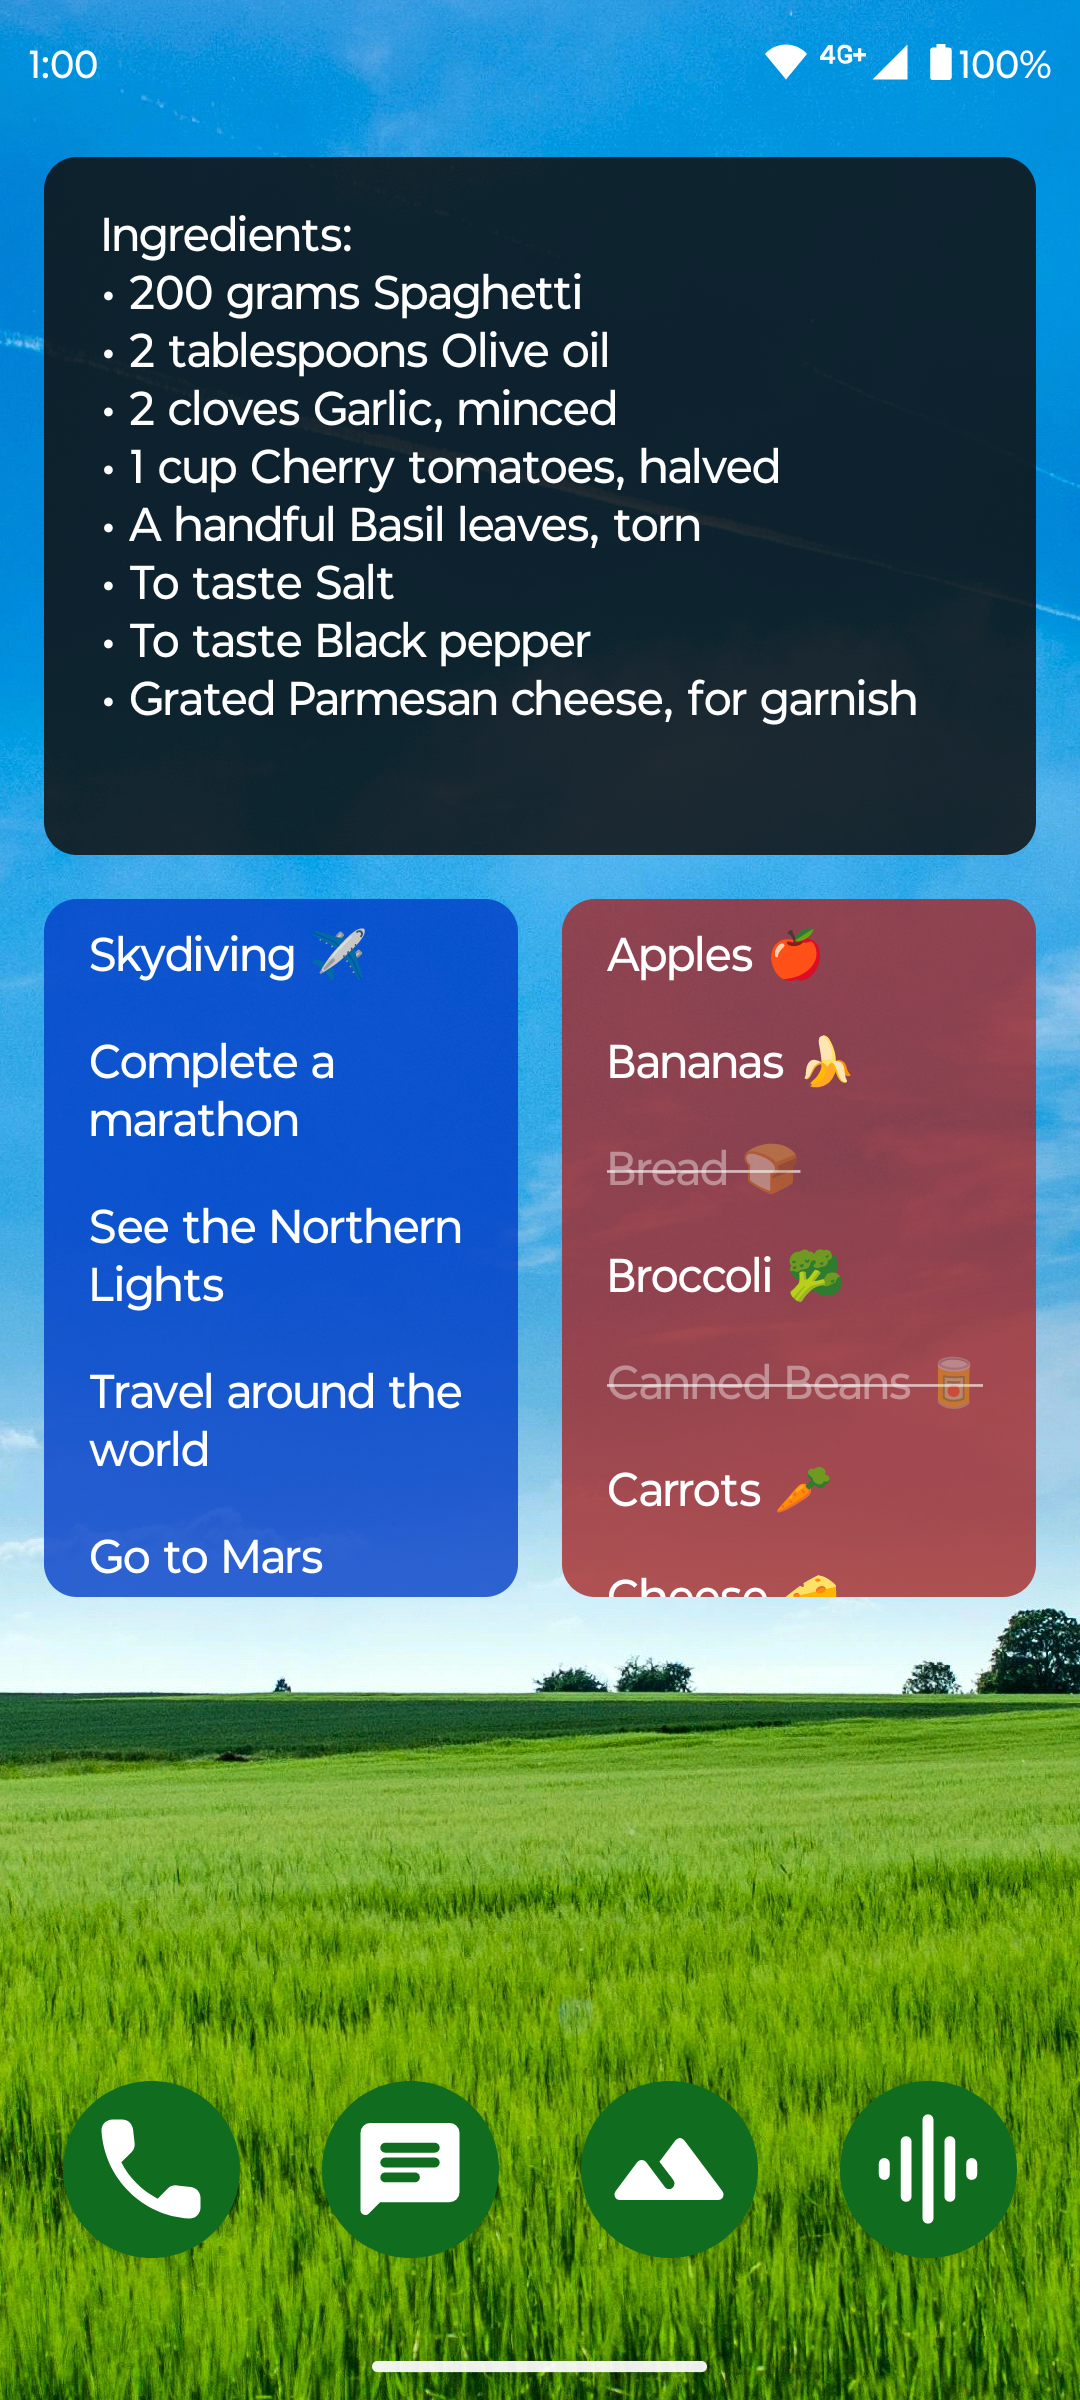 1:00
4G+
100%
Ingredients:
• 200 grams Spaghetti
• 2 tablespoons Olive oil
• 2 cloves Garlic, minced
• 1 cup Cherry tomatoes, halved
• A handful Basil leaves, torn
• To taste Salt
• To taste Black pepper
• Grated Parmesan cheese, for garnish
Skydiving ✈️
Complete a
marathon
See the Northern
Lights
Travel around the
world
Go to Mars
Apples 🍎
Bananas 🍌
Bread 🍞
Broccoli 🥦
Canned Beans 🥫
Carrots 🥕
Cheese 🧀